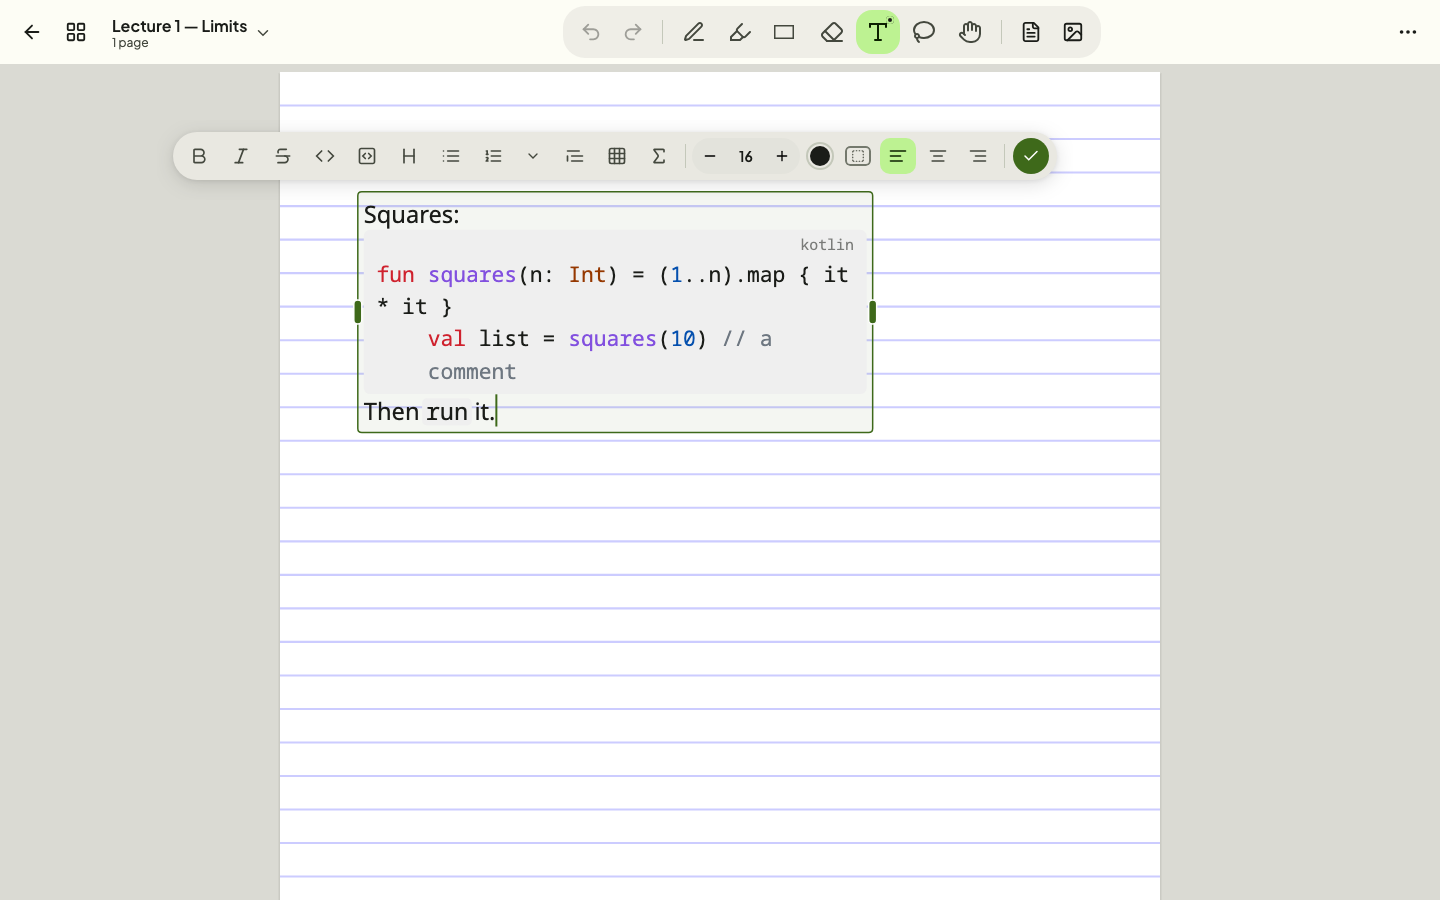 Lecture 1 — Limits
1 page
16
Squares:
kotlin
fun squares(n: Int) = (1..n).map { it
* it }
    val list = squares(10) // a
    comment
Then run it.